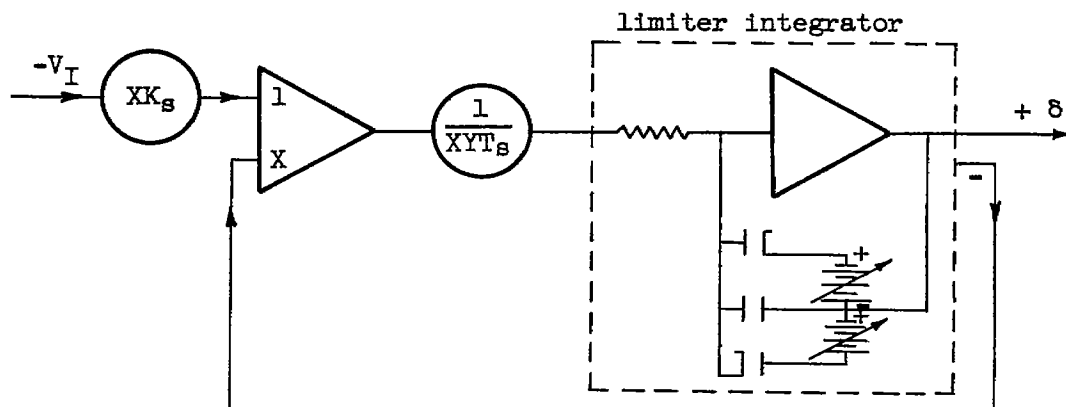 limiter integrator
-V_I
XK_s
1
X
1
XYT_s
+ δ
-
+
+